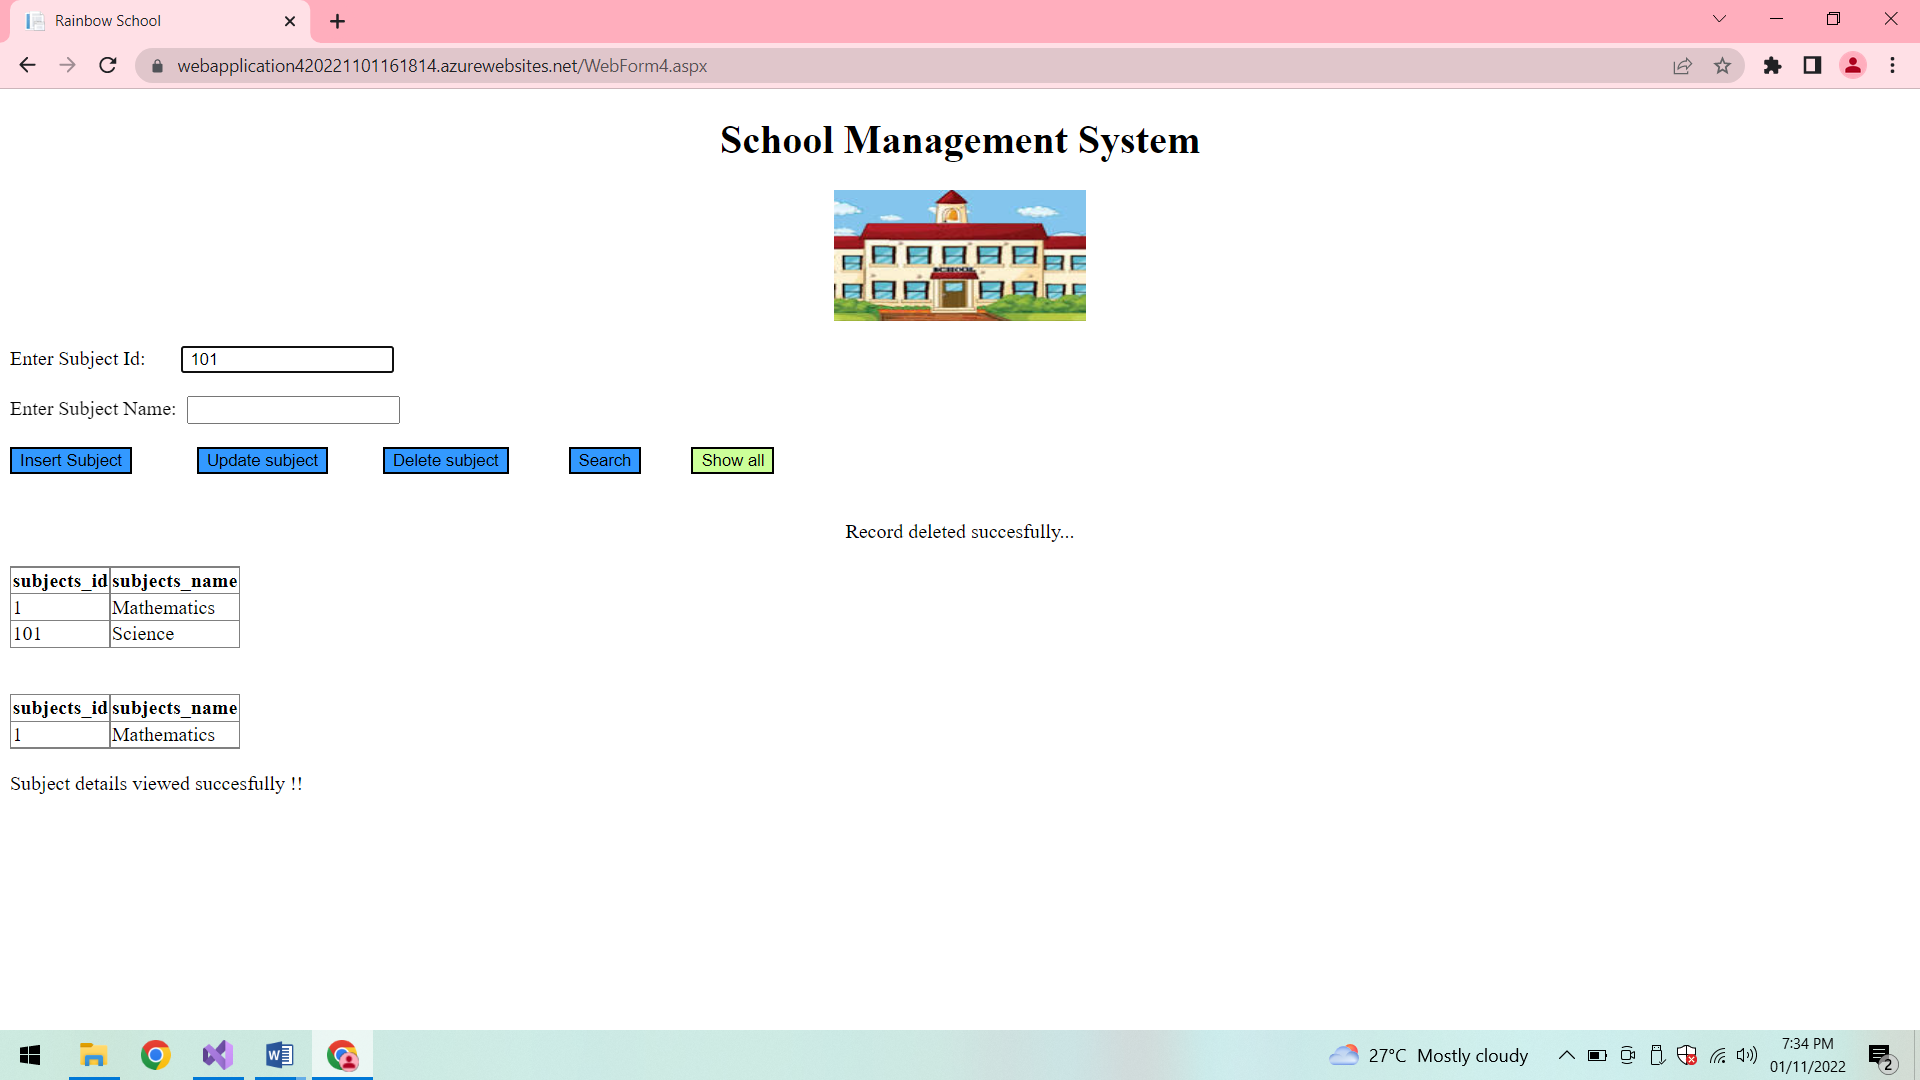 Rainbow School
webapplication420221101161814.azurewebsites.net/WebForm4.aspx
School Management System
SCHOOL
Enter Subject Id: 101
Enter Subject Name:
Insert Subject Update subject Delete subject Search Show all
Record deleted succesfully...
subjects_id subjects_name
1 Mathematics
101 Science
subjects_id subjects_name
1 Mathematics
Subject details viewed succesfully !!
27°C Mostly cloudy
7:34 PM
01/11/2022
2